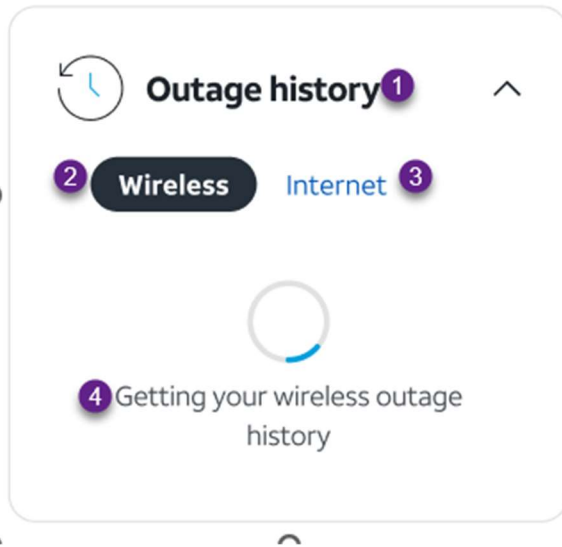 Outage history 1
2 Wireless Internet 3
4 Getting your wireless outage
history